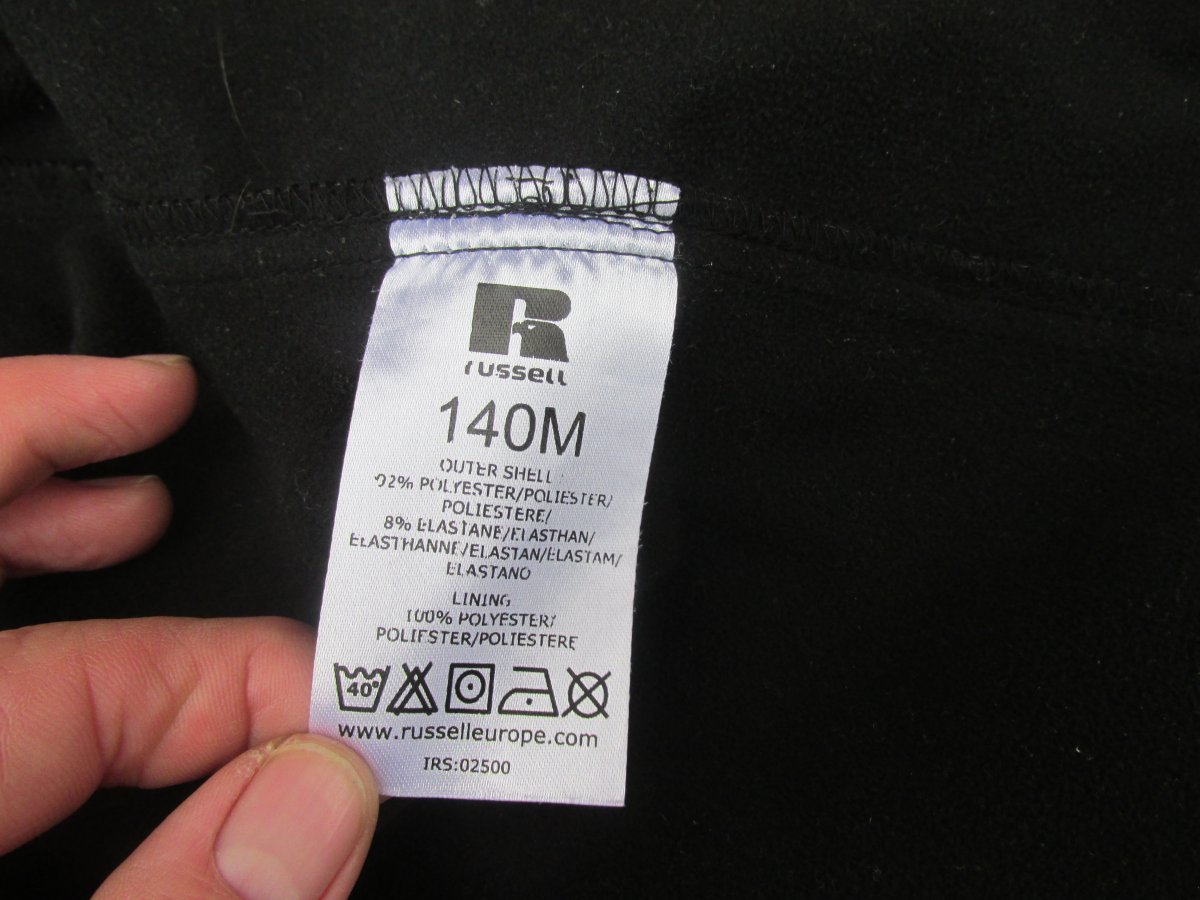 R
russell
140M
OUTER SHELL :
92% POLYESTER/POLIESTER/
POLIESTERE/
8% ELASTANE/ELASTHAN/
ELASTHANNE/ELASTAN/ELASTAM/
ELASTANO
LINING
100% POLYESTER/
POLIESTER/POLIESTERE
40°
www.russelleurope.com
IRS:02500